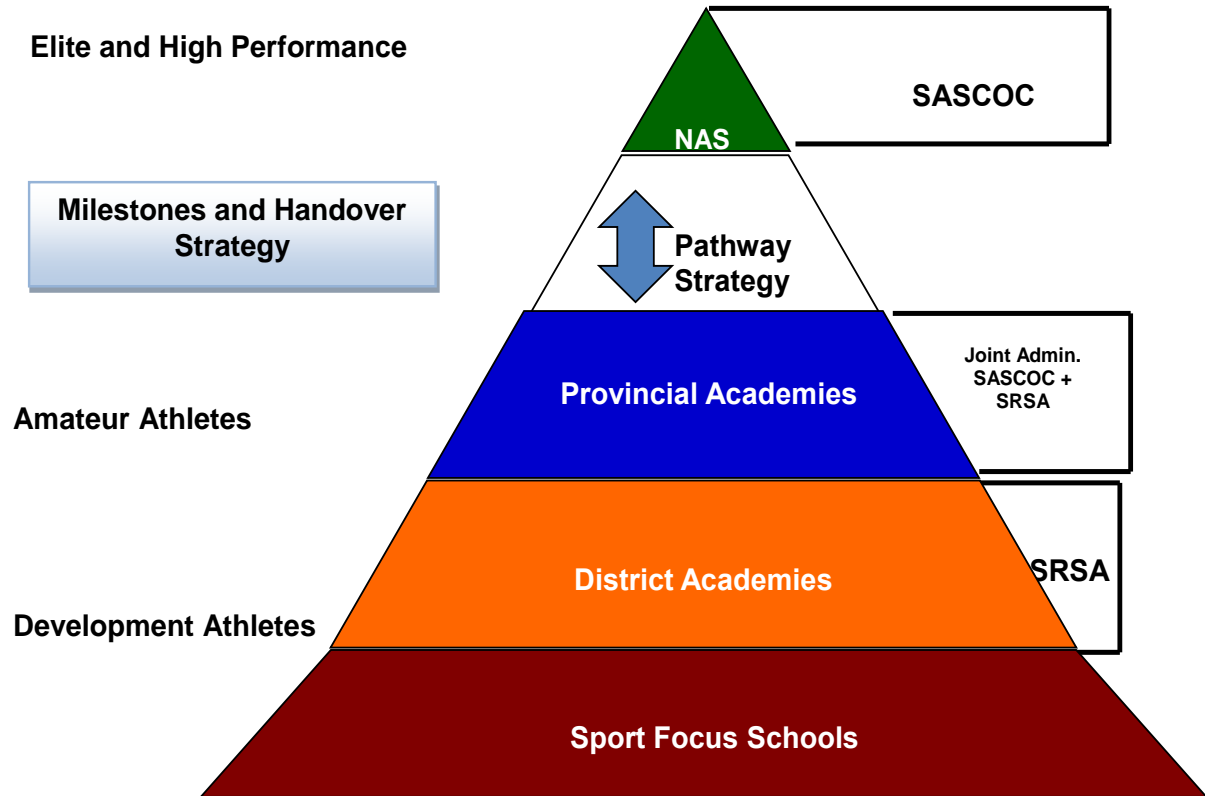 Elite and High Performance
SASCOC
NAS
Milestones and Handover
Strategy
Pathway
Strategy
Joint Admin.
SASCOC +
SRSA
Provincial Academies
Amateur Athletes
SRSA
District Academies
Development Athletes
Sport Focus Schools